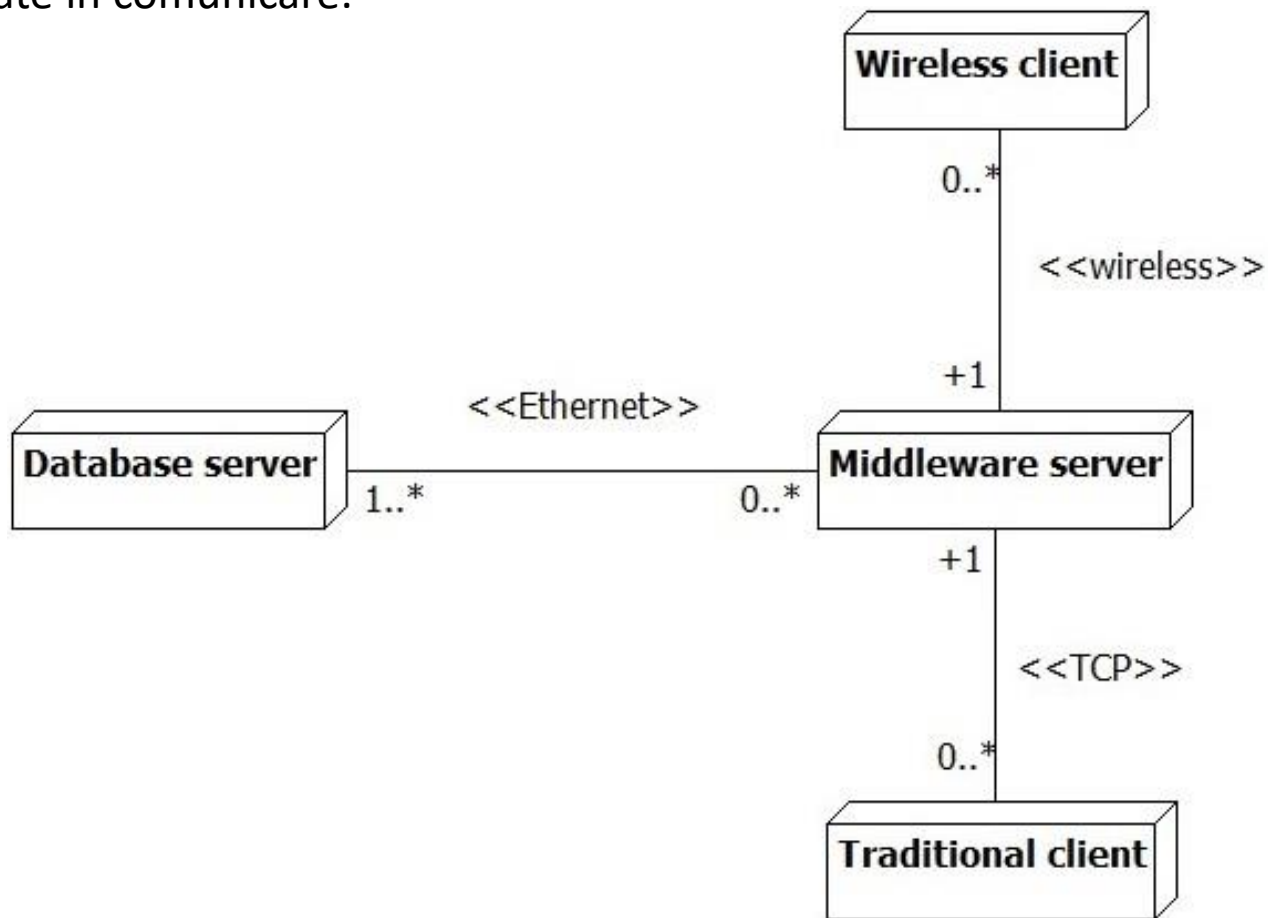 in comunicare.
Wireless client
0..*
<<wireless>>
+1
<<Ethernet>>
Database server
Middleware server
1..*
0..*
+1
<<TCP>>
0..*
Traditional client